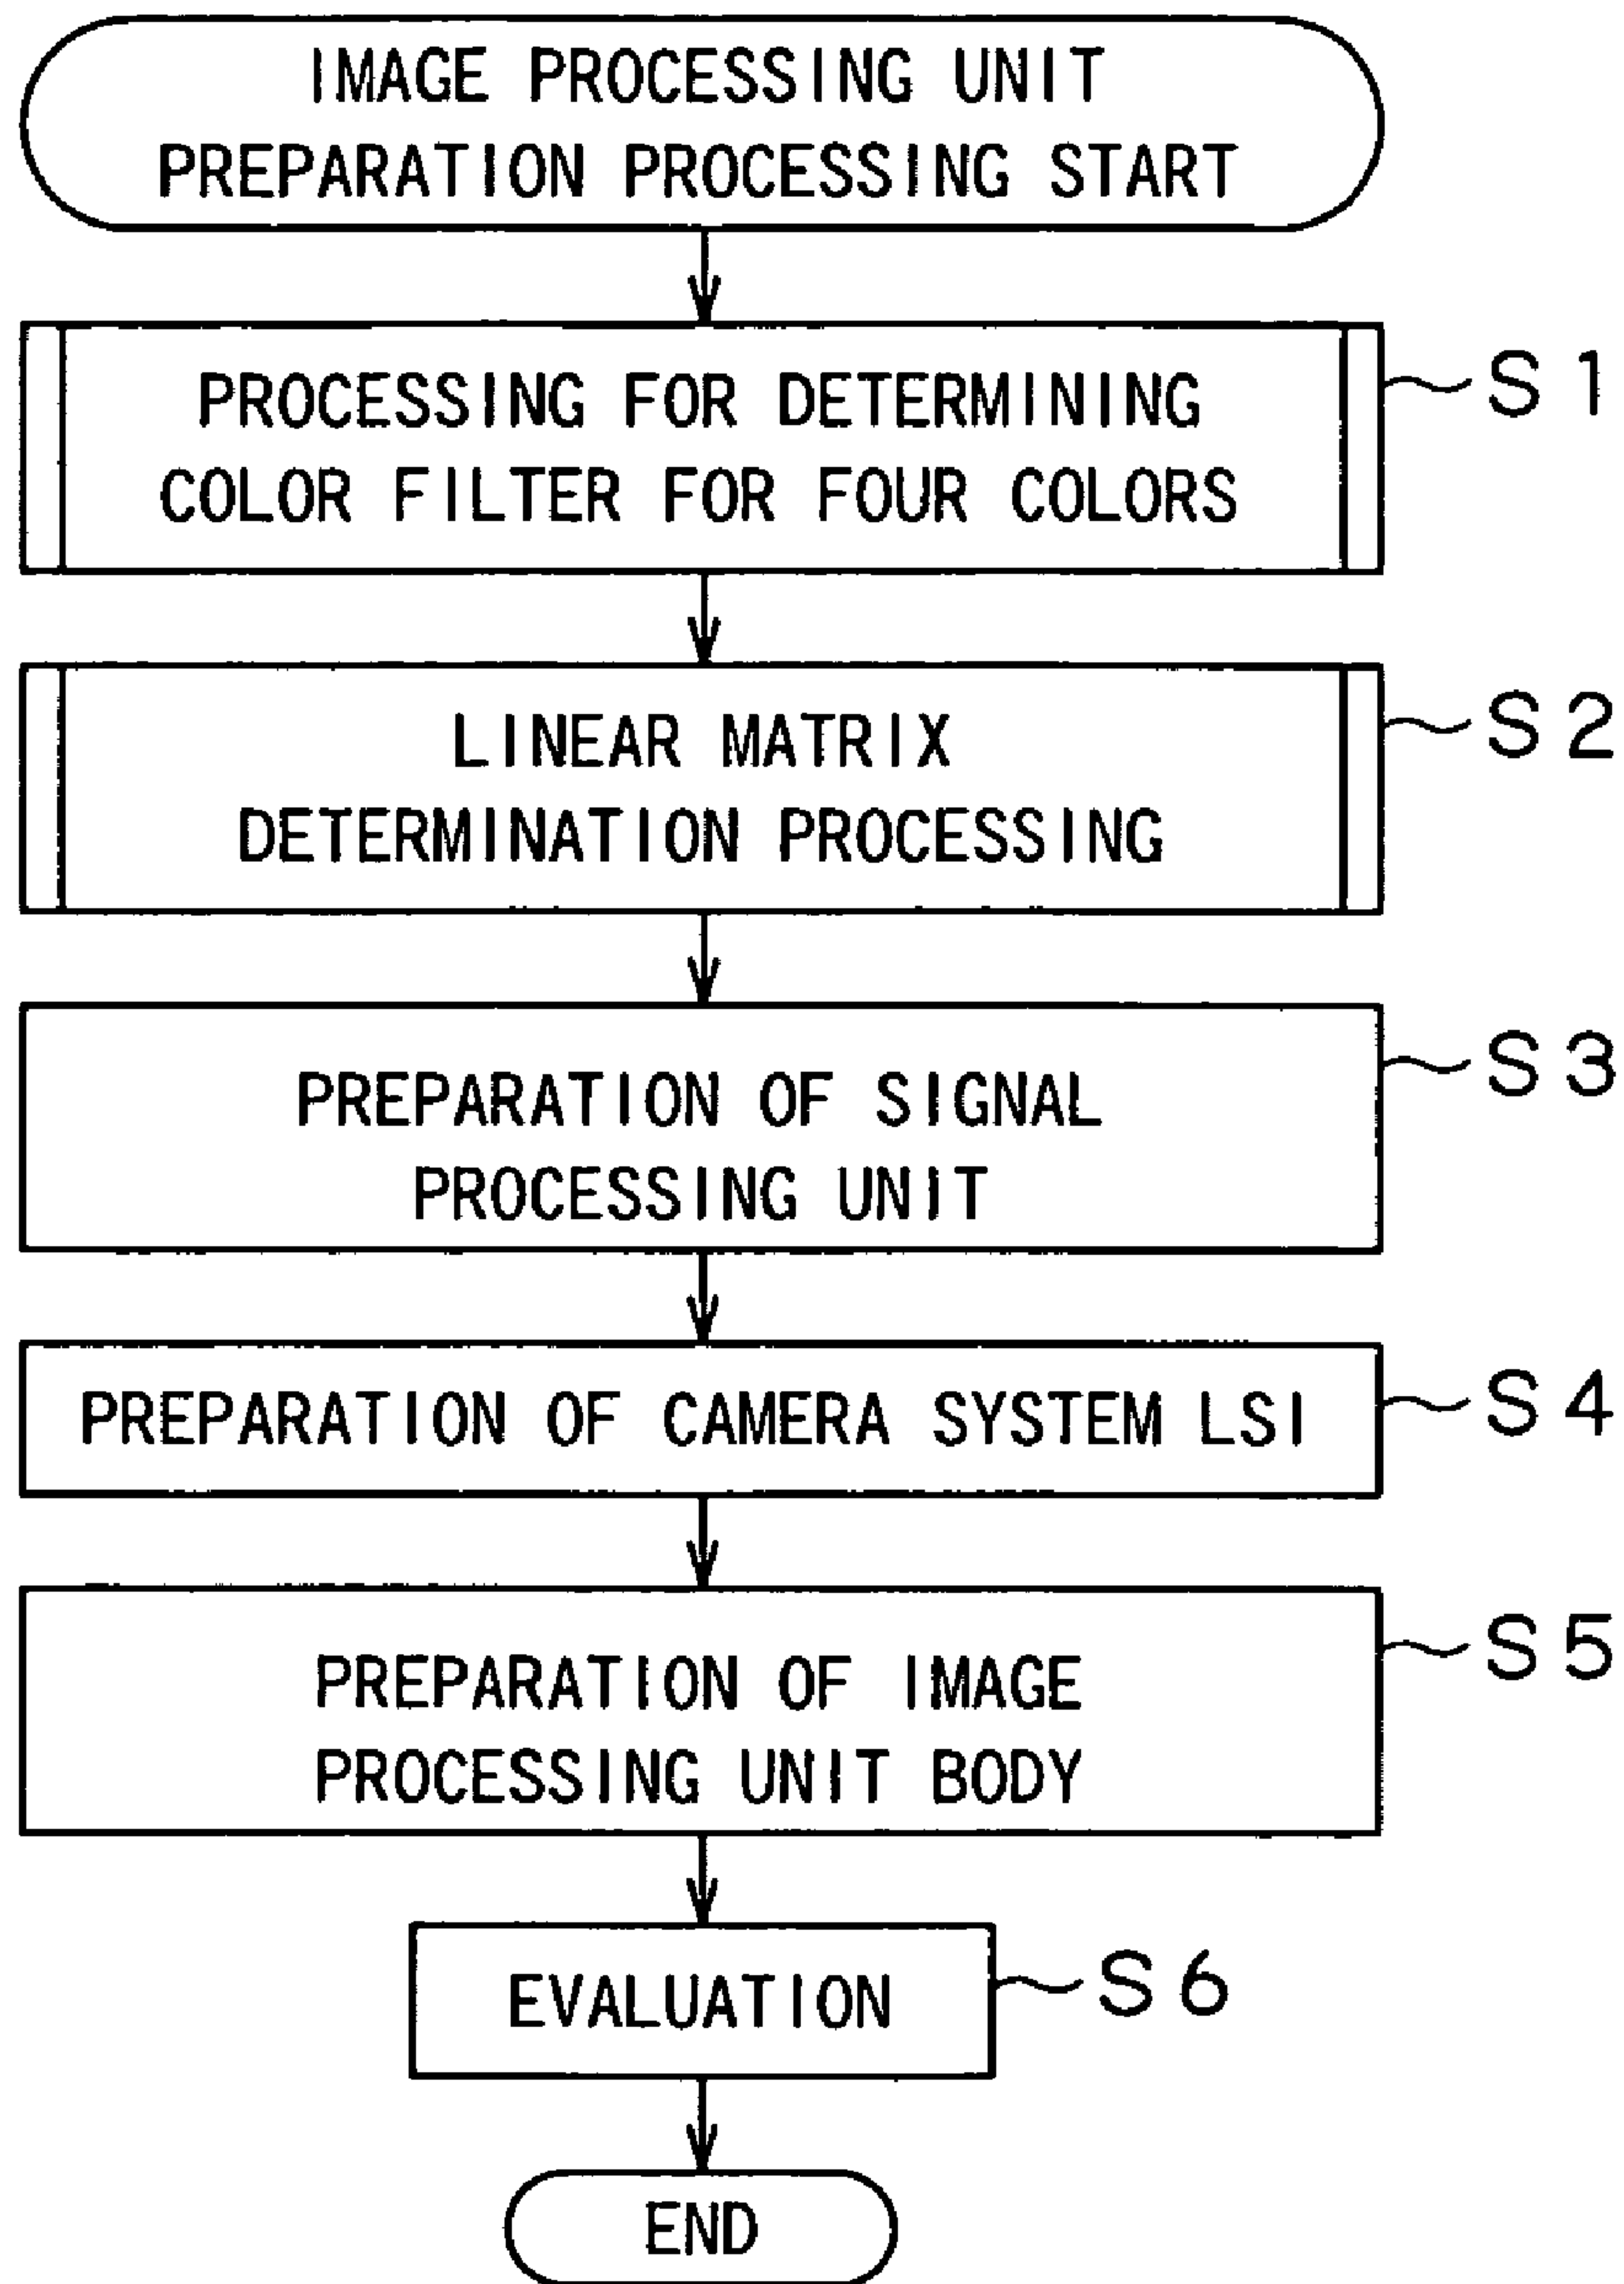 IMAGE PROCESSING UNIT
PREPARATION PROCESSING START
PROCESSING FOR DETERMINING
COLOR FILTER FOR FOUR COLORS
S1
LINEAR MATRIX
DETERMINATION PROCESSING
S2
PREPARATION OF SIGNAL
PROCESSING UNIT
S3
PREPARATION OF CAMERA SYSTEM LSI
S4
PREPARATION OF IMAGE
PROCESSING UNIT BODY
S5
EVALUATION
S6
END